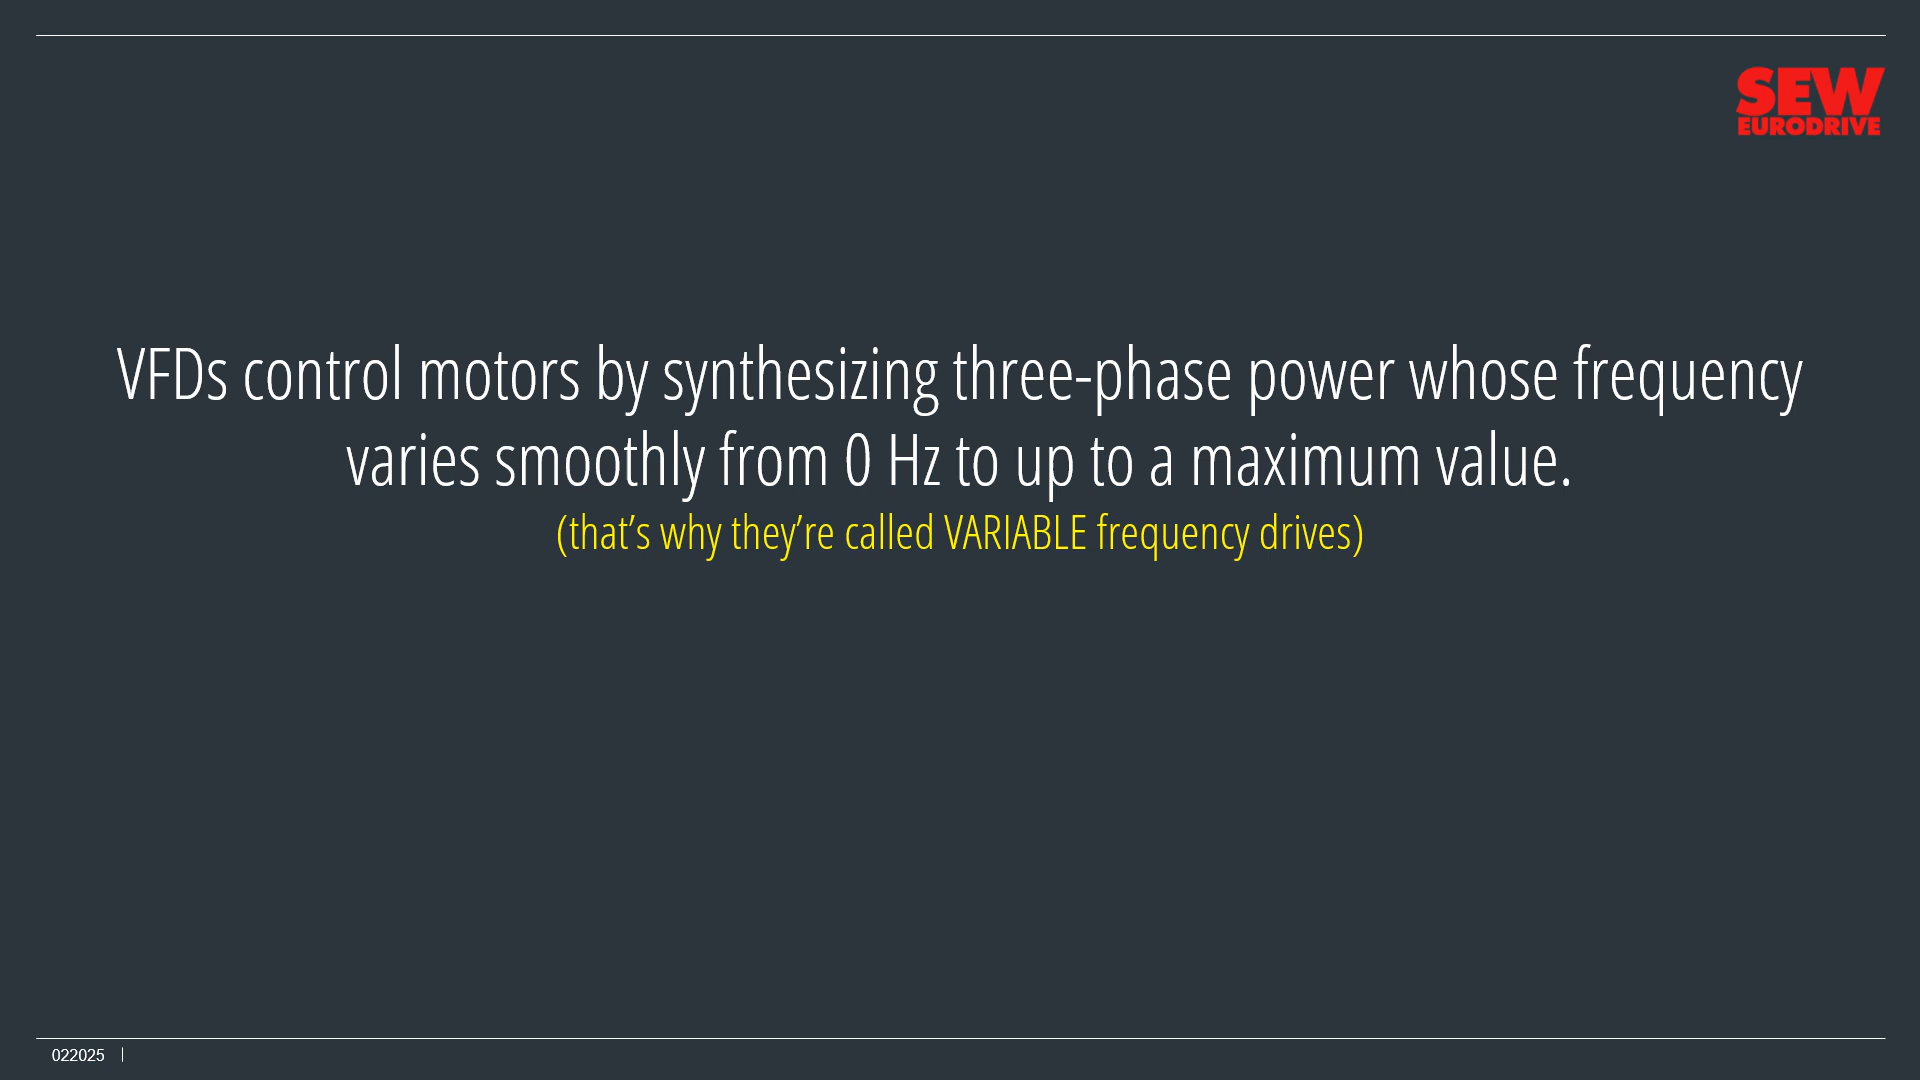 SEW
EURODRIVE
VFDs control motors by synthesizing three-phase power whose frequency
varies smoothly from 0 Hz to up to a maximum value.
(that’s why they’re called VARIABLE frequency drives)
022025 |